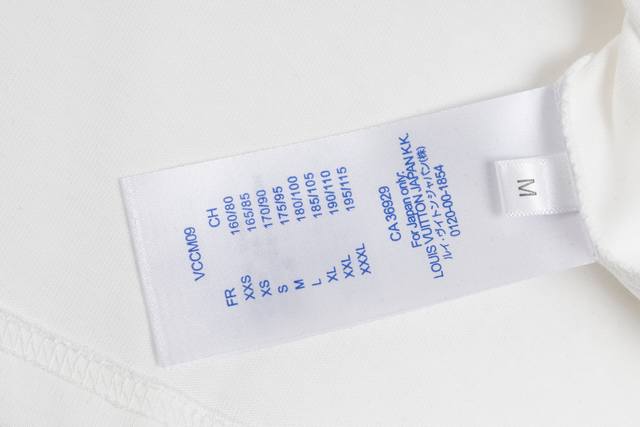 VCCM09
FR CH
XXS 160/80
XS 165/85
S 170/90
M 175/95
L 180/100
XL 185/105
XXL 190/110
XXXL 195/115
CA 36929
For Japan only:
LOUIS VUITTON JAPAN K.K.
ルイ・ヴィトン ジャパン(株)
0120-00-1854
M